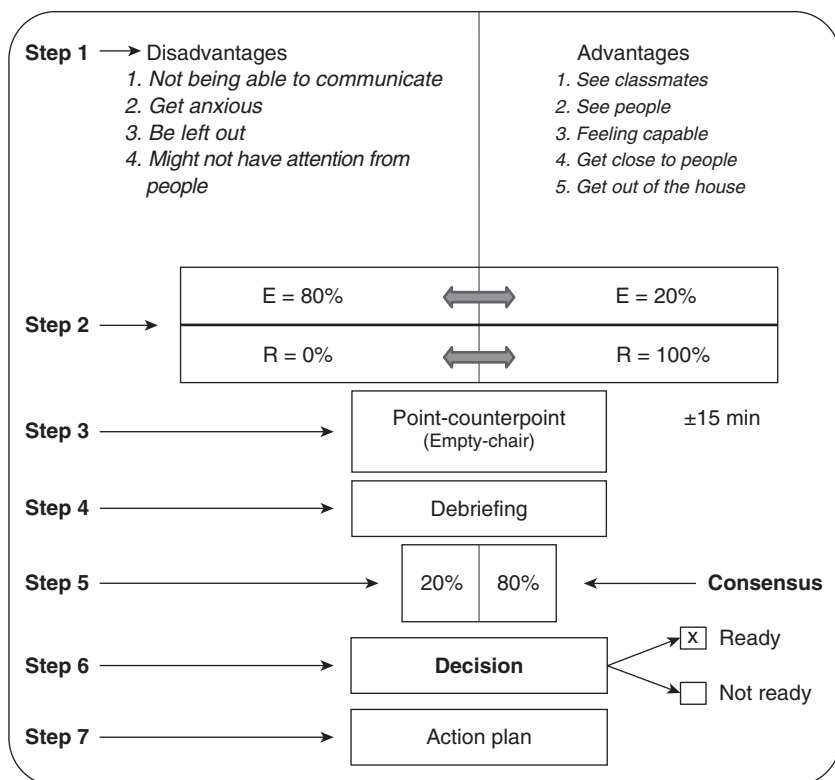 Step 1
Disadvantages
1. Not being able to communicate
2. Get anxious
3. Be left out
4. Might not have attention from
people
Advantages
1. See classmates
2. See people
3. Feeling capable
4. Get close to people
5. Get out of the house
Step 2
E = 80%
E = 20%
R = 0%
R = 100%
Step 3
Point-counterpoint
(Empty-chair)
±15 min
Step 4
Debriefing
Step 5
20%
80%
Consensus
Step 6
Decision
X Ready
Not ready
Step 7
Action plan